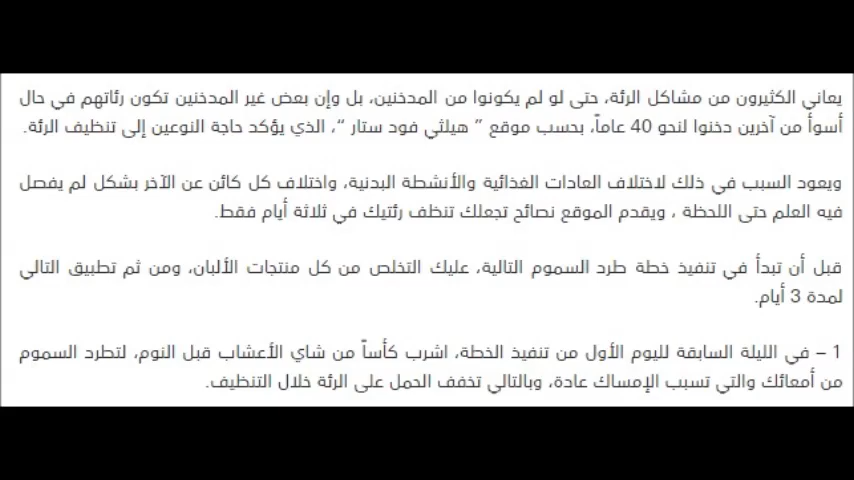 يعاني الكثيرون من مشاكل الرئة، حتى لو لم يكونوا من المدخنين، بل وإن بعض غير المدخنين تكون رئاتهم في حال
أسوأ من آخرين دخنوا لنحو 40 عاماً، بحسب موقع " هيلثي فود ستار "، الذي يؤكد حاجة النوعين إلى تنظيف الرئة.
ويعود السبب في ذلك لاختلاف العادات الغذائية والأنشطة البدنية، واختلاف كل كائن عن الآخر بشكل لم يفصل
فيه العلم حتى اللحظة ، ويقدم الموقع نصائح تجعلك تنظف رئتيك في ثلاثة أيام فقط.
قبل أن تبدأ في تنفيذ خطة طرد السموم التالية، عليك التخلص من كل منتجات الألبان، ومن ثم تطبيق التالي
لمدة 3 أيام.
1 – في الليلة السابقة لليوم الأول من تنفيذ الخطة، اشرب كأساً من شاي الأعشاب قبل النوم، لتطرد السموم
من أمعائك والتي تسبب الإمساك عادة، وبالتالي تخفف الحمل على الرئة خلال التنظيف.